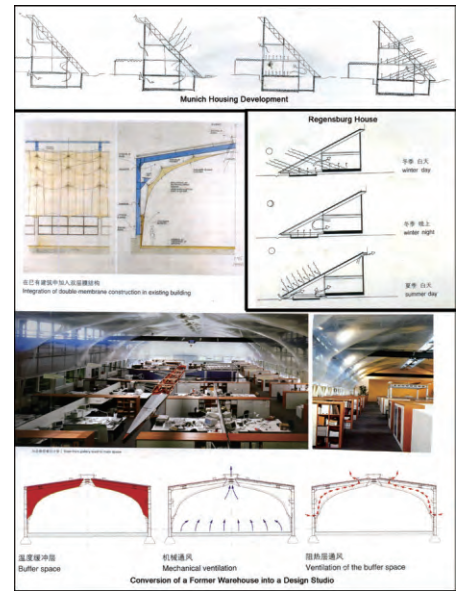 Munich Housing Development
Regensburg House
冬季 白天
winter day
冬季 晚上
winter night
夏季 白天
summer day
在已有建筑中加入双层膜结构
Integration of double-membrane construction in existing building
温度缓冲层
Buffer space
机械通风
Mechanical ventilation
阻热层通风
Ventilation of the buffer space
Conversion of a Former Warehouse into a Design Studio